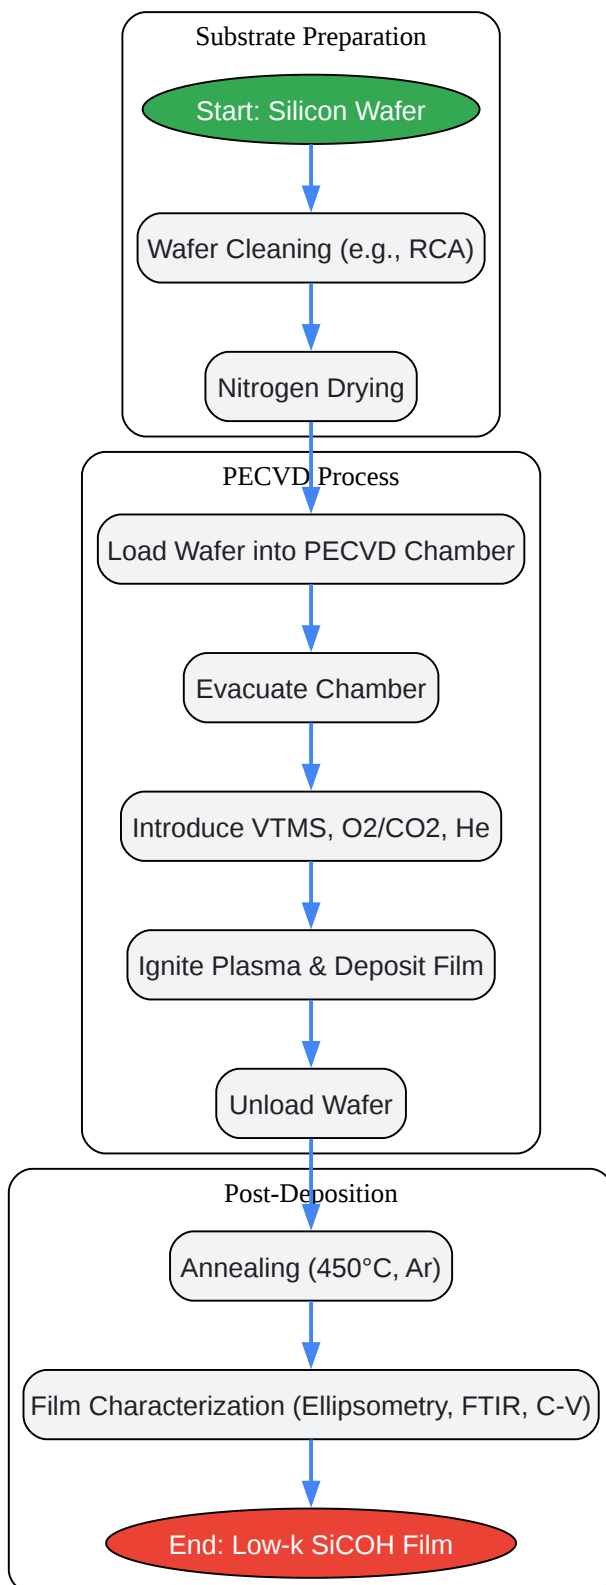 Substrate Preparation
Start: Silicon Wafer
Wafer Cleaning (e.g., RCA)
Nitrogen Drying
PECVD Process
Load Wafer into PECVD Chamber
Evacuate Chamber
Introduce VTMS, O2/CO2, He
Ignite Plasma & Deposit Film
Unload Wafer
Post-Deposition
Annealing (450°C, Ar)
Film Characterization (Ellipsometry, FTIR, C-V)
End: Low-k SiCOH Film